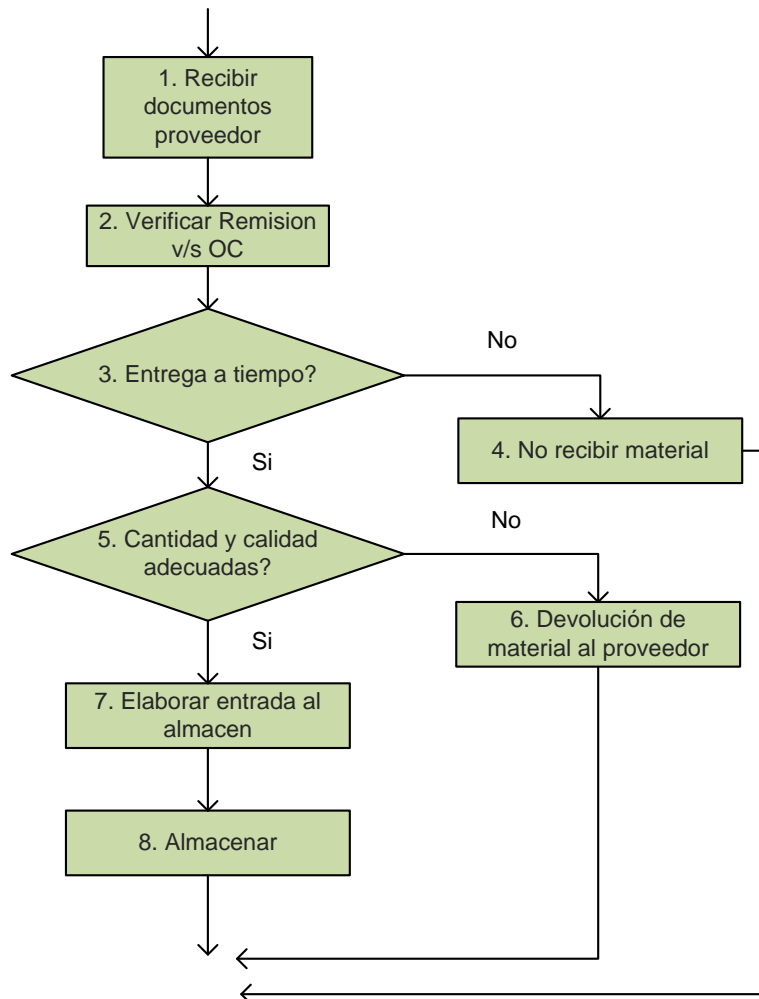 1. Recibir
documentos
proveedor
2. Verificar Remision
v/s OC
No
3. Entrega a tiempo?
4. No recibir material
Si
No
5. Cantidad y calidad
adecuadas?
6. Devolución de
material al proveedor
Si
7. Elaborar entrada al
almacen
8. Almacenar